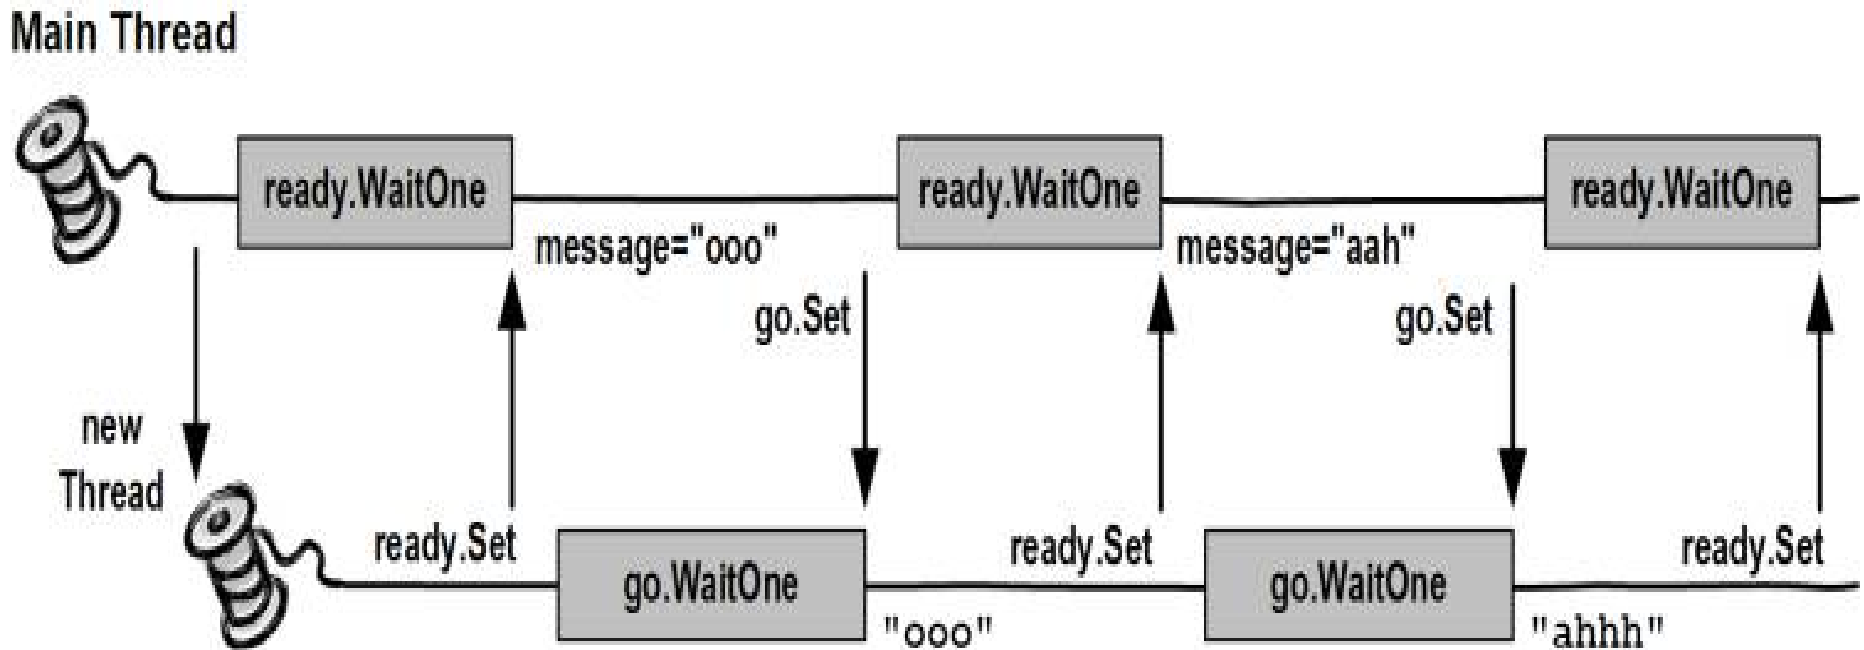 Main Thread
ready.WaitOne
ready.WaitOne
ready.WaitOne
message="ooo"
message="aah"
go.Set
go.Set
new
Thread
ready.Set
ready.Set
ready.Set
go.WaitOne
go.WaitOne
"ooo"
"ahhh"